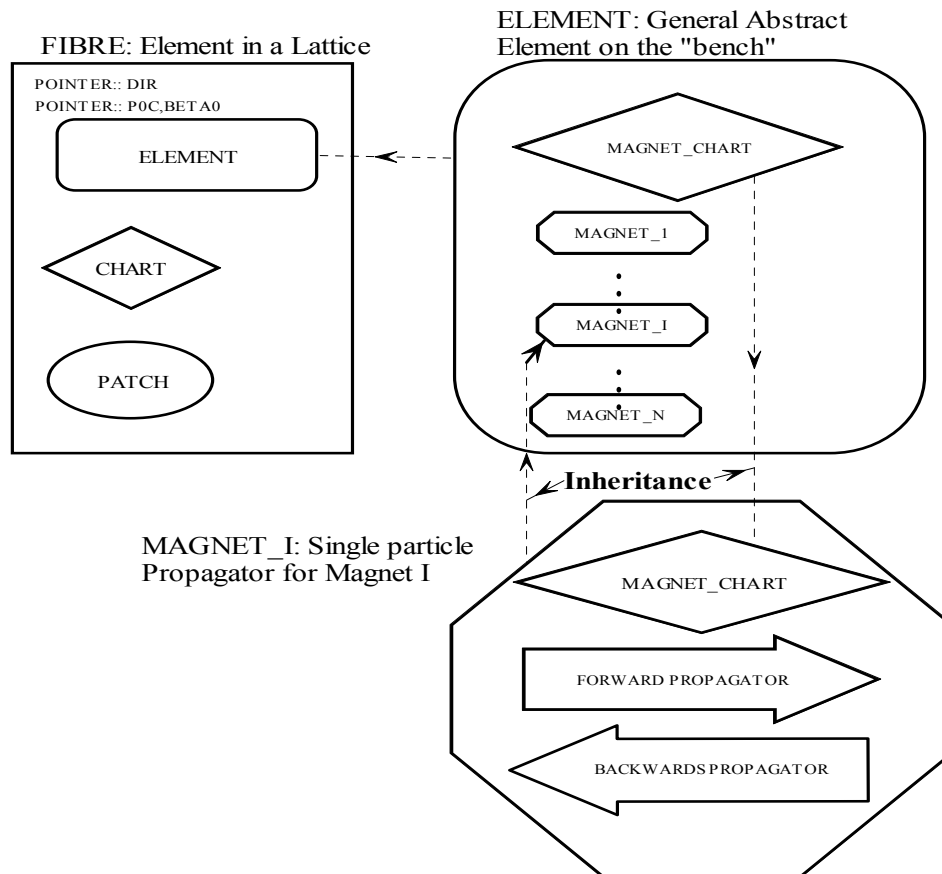 FIBRE: Element in a Lattice
POINTER:: DIR
POINTER:: P0C,BETA0
ELEMENT
CHART
PATCH
ELEMENT: General Abstract
Element on the "bench"
MAGNET_CHART
MAGNET_1
MAGNET_I
MAGNET_N
Inheritance
MAGNET_I: Single particle
Propagator for Magnet I
MAGNET_CHART
FORWARD PROPAGATOR
BACKWARDS PROPAGATOR